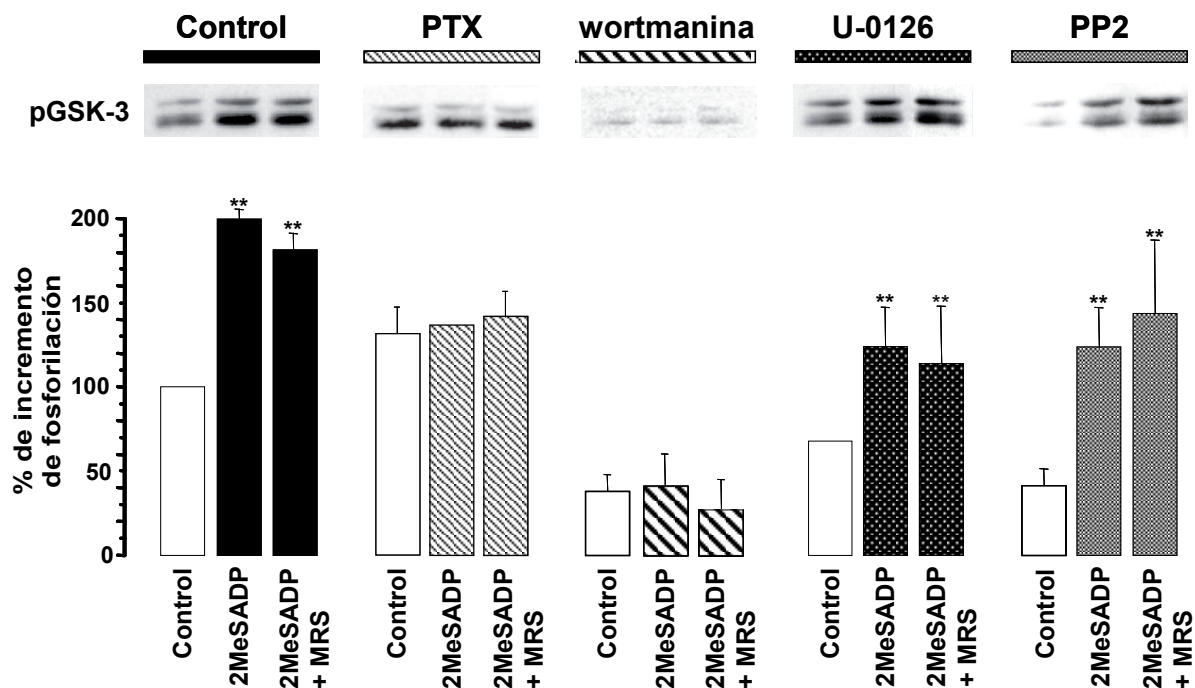 Control
PTX
wortmanina
U-0126
PP2
pGSK-3
% de incremento
de fosforilación
200
150
100
50
0
**
**
**
**
**
**
Control
2MeSADP
2MeSADP
+ MRS
Control
2MeSADP
2MeSADP
+ MRS
Control
2MeSADP
2MeSADP
+ MRS
Control
2MeSADP
2MeSADP
+ MRS
Control
2MeSADP
2MeSADP
+ MRS